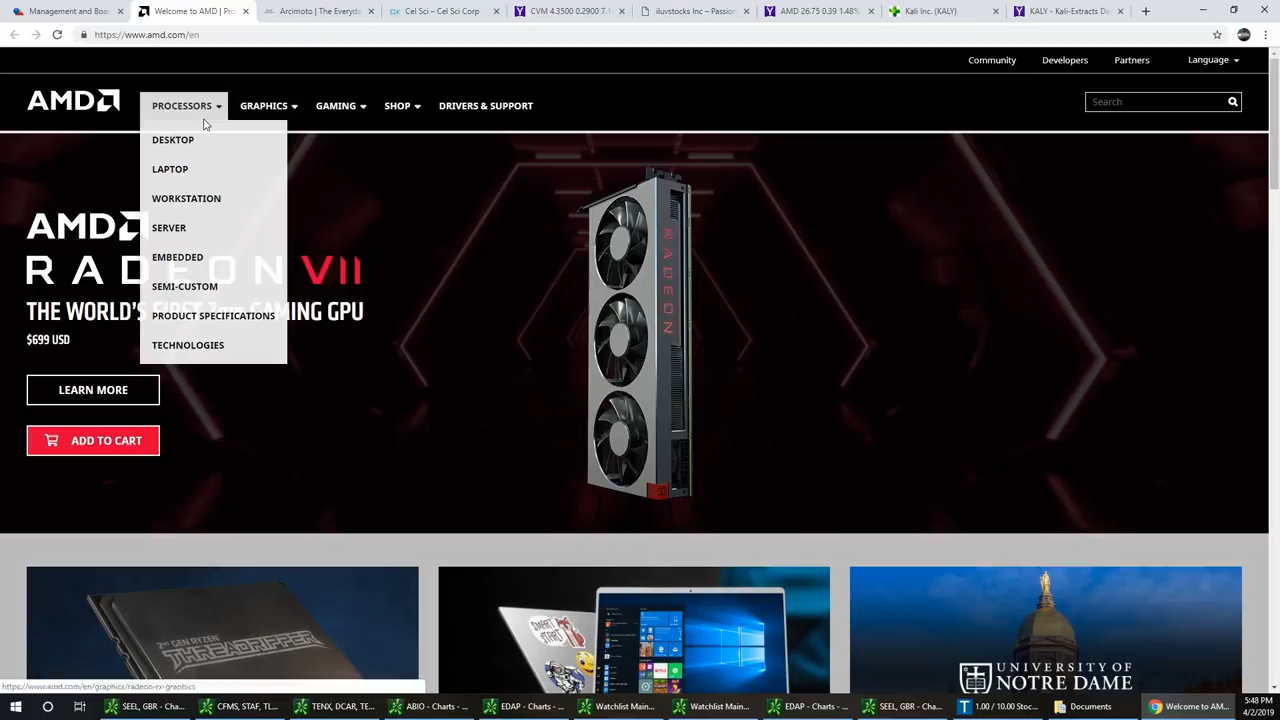 Management and Boa
Welcome to AMD | Pro
Arcimoto | The Everyda
Cel Sci – Cel Sci Corp
CVM 4.3500 0.2900 7.1
iluvstocks Inc – Passion
AMD 26.75 0.39 1.48%
Kali Inc. (KALY)
KALY - Kali-Extracts De
https://www.amd.com/en
Community
Developers
Partners
Language
AMD
PROCESSORS
GRAPHICS
GAMING
SHOP
DRIVERS & SUPPORT
Search
DESKTOP
LAPTOP
WORKSTATION
SERVER
EMBEDDED
SEMI-CUSTOM
PRODUCT SPECIFICATIONS
TECHNOLOGIES
AMD
RADEON VII
THE WORLD'S FIRST 7 GAMING GPU
$699 USD
LEARN MORE
ADD TO CART
RADEON
R
2ND GEN RYZEN
THREADRIPPER
SMART START
UNIVERSITY OF
NOTRE DAME
https://www.amd.com/en/graphics/radeon-rx-graphics
SEEL, GBR - Cha...
CFMS, STAF, TL...
TENX, DCAR, TE...
ABIO - Charts - ...
EDAP - Charts - ...
Watchlist Main...
Watchlist Main...
EDAP - Charts - ...
SEEL, GBR - Cha...
1.00 / 10.00 Stoc...
Documents
Welcome to AM...
5:48 PM
4/2/2019